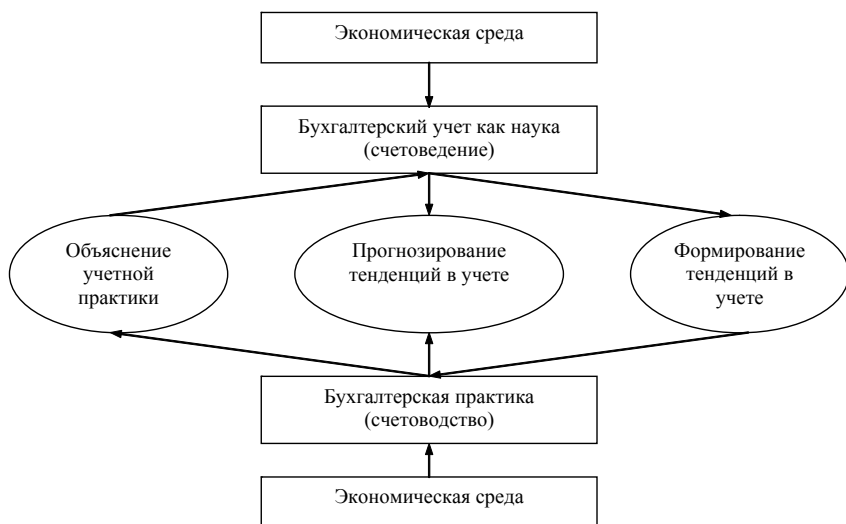 Экономическая среда
Бухгалтерский учет как наука
(счетоведение)
Объяснение
учетной
практики
Прогнозирование
тенденций в учете
Формирование
тенденций в
учете
Бухгалтерская практика
(счетоводство)
Экономическая среда